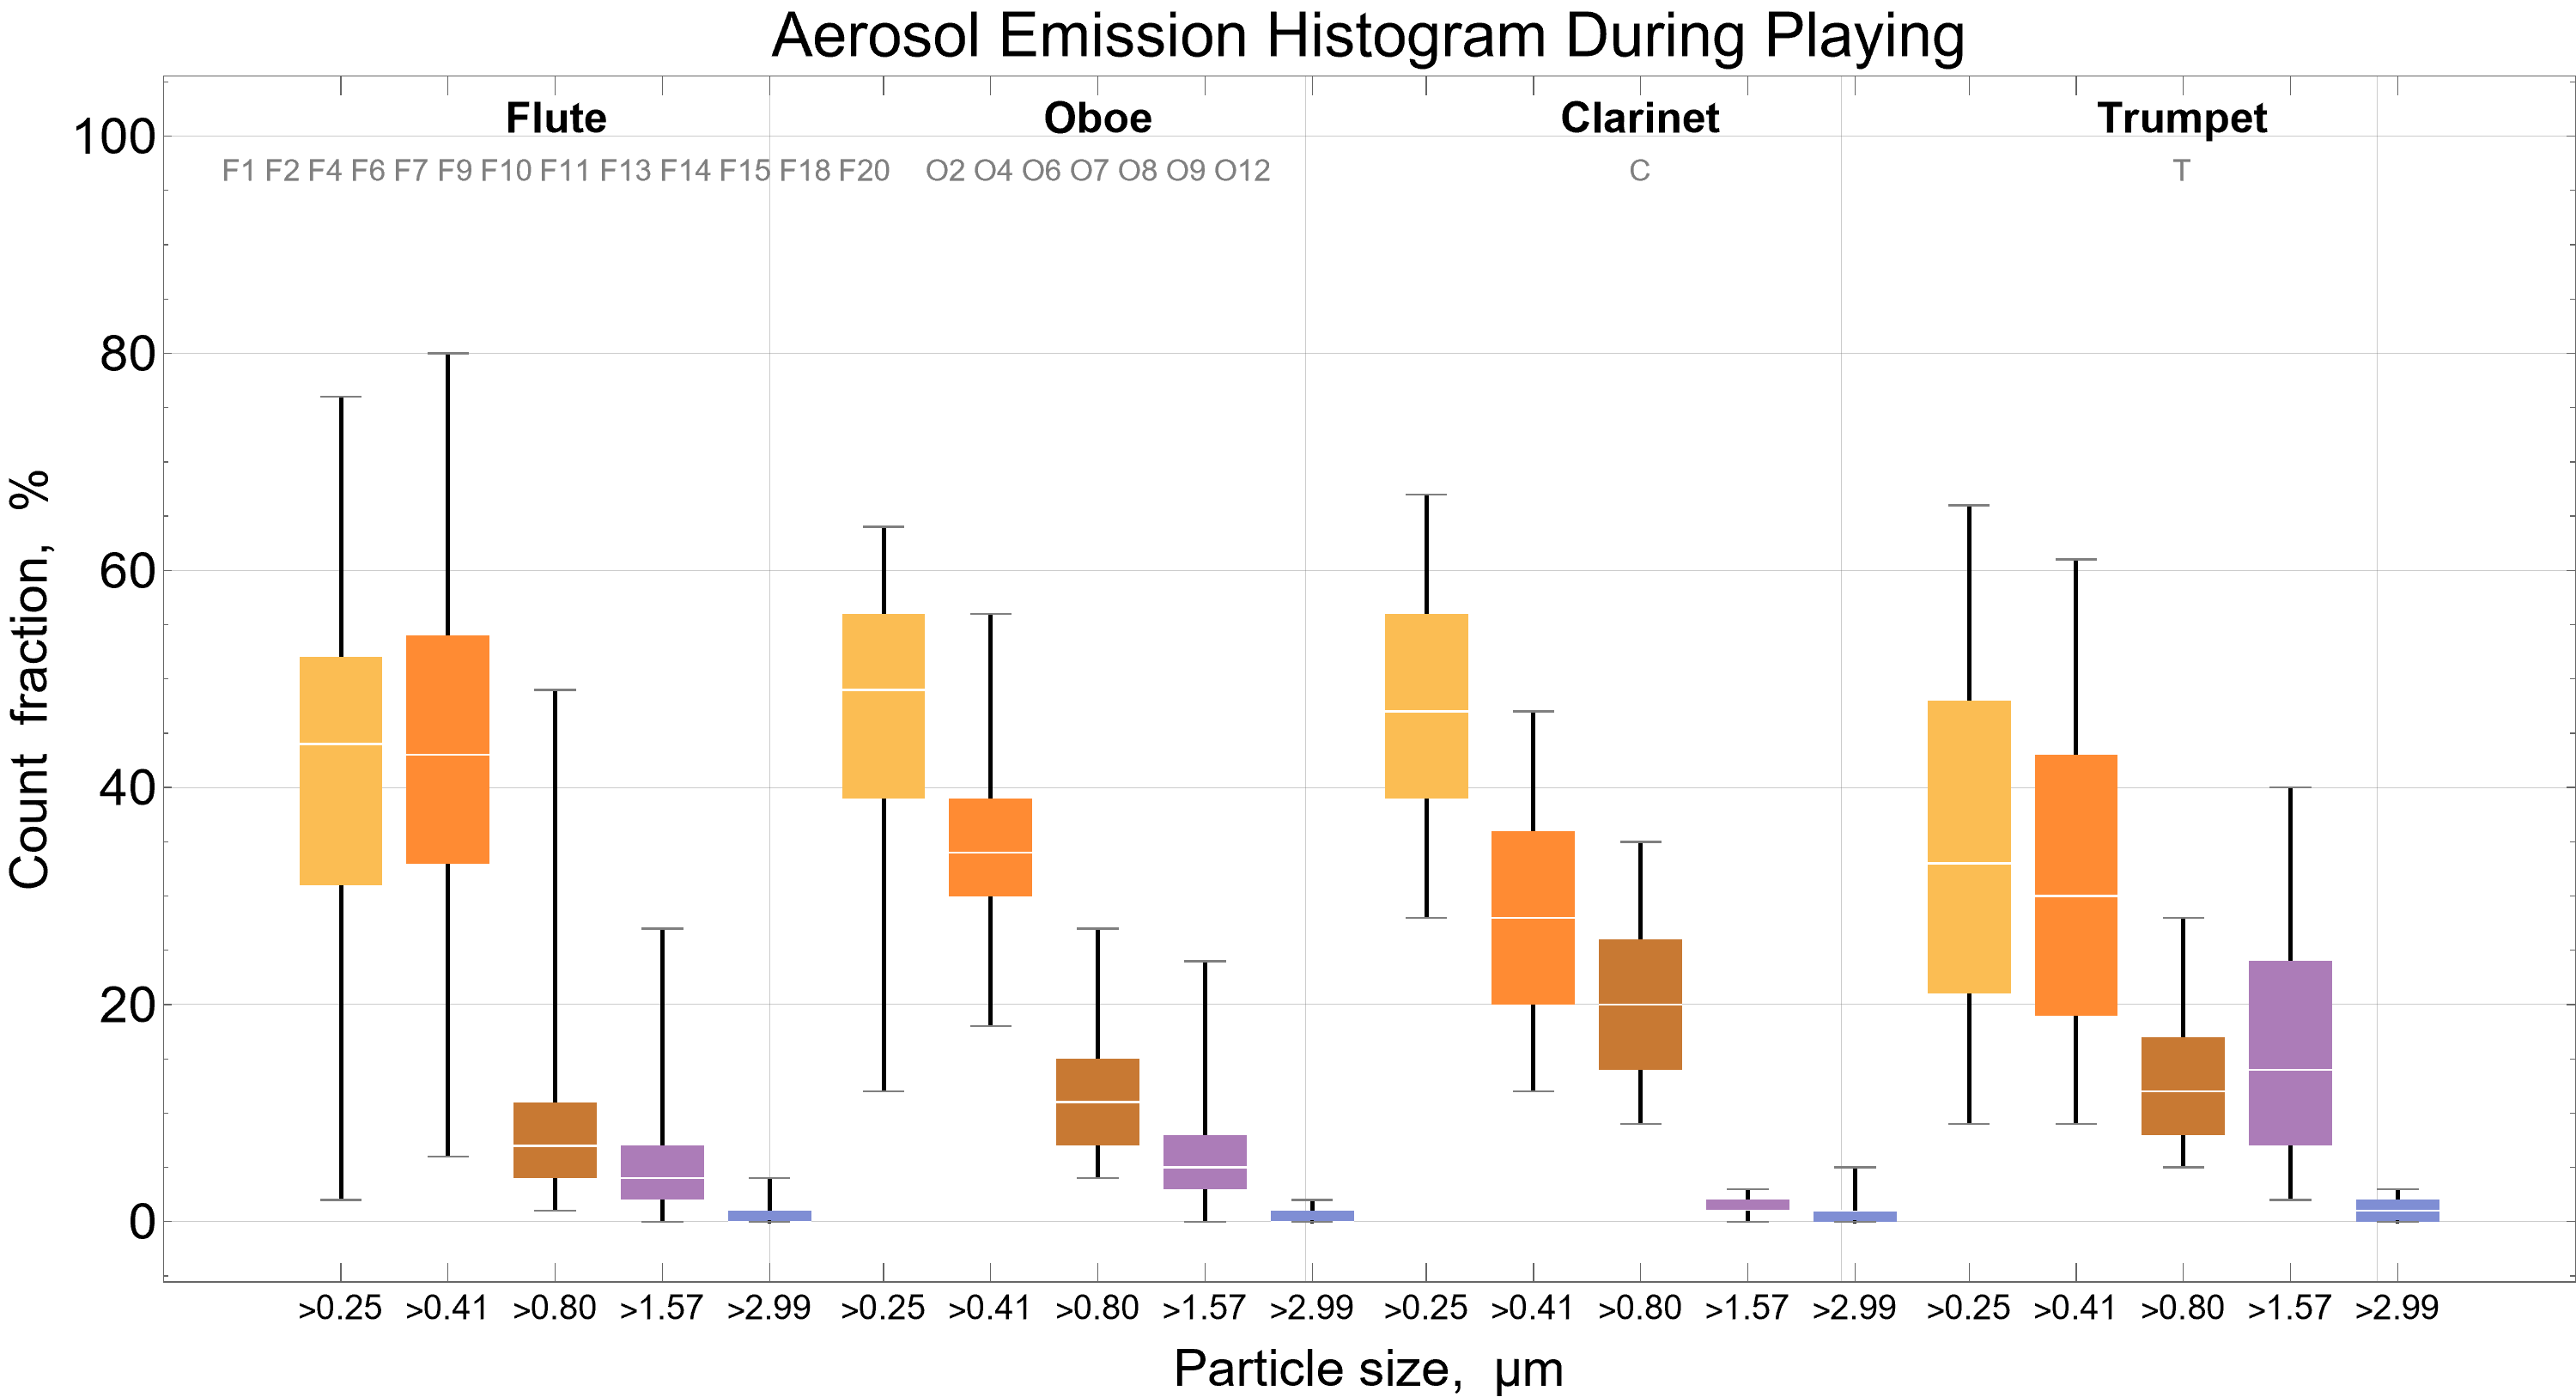 Aerosol Emission Histogram During Playing
Flute Oboe Clarinet Trumpet
100
F1 F2 F4 F6 F7 F9 F10 F11 F13 F14 F15 F18 F20 O2 O4 O6 O7 O8 O9 O12 C T
80
60
40
20
0
Count fraction, %
>0.25 >0.41 >0.80 >1.57 >2.99 >0.25 >0.41 >0.80 >1.57 >2.99 >0.25 >0.41 >0.80 >1.57 >2.99 >0.25 >0.41 >0.80 >1.57 >2.99
Particle size, μm